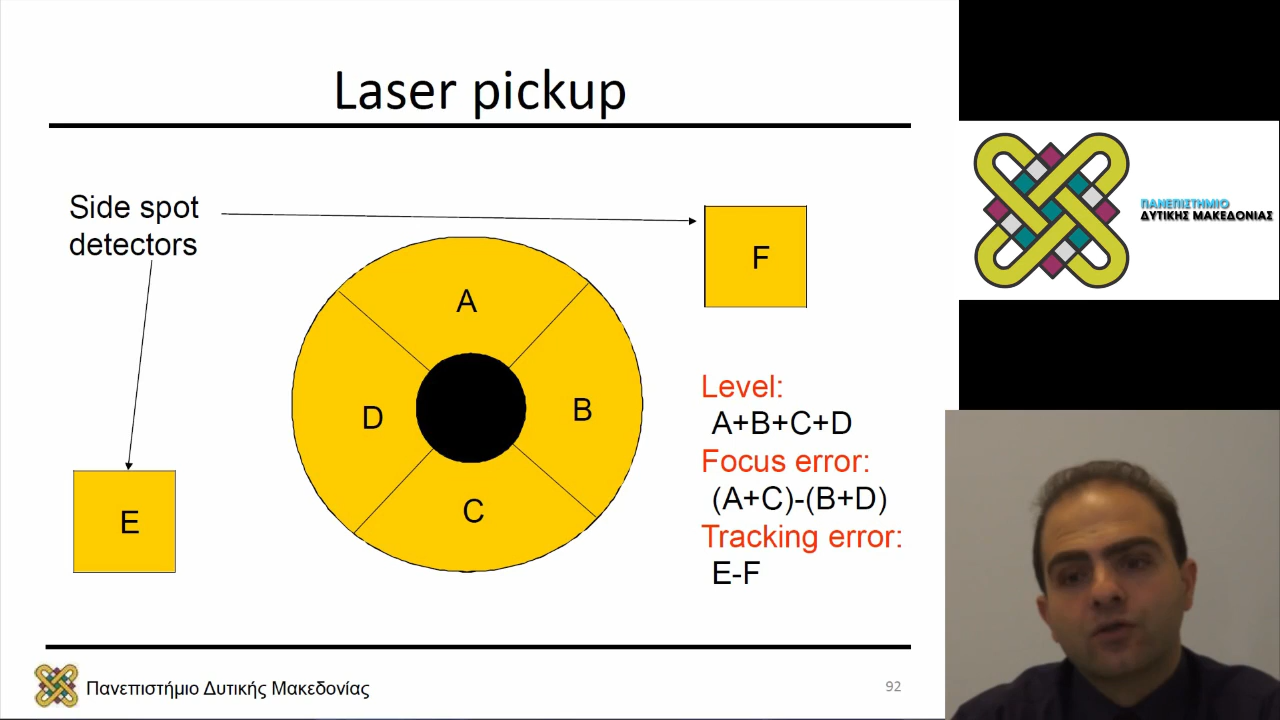 Laser pickup
Side spot
detectors
F
A
D
B
C
E
Level:
A+B+C+D
Focus error:
(A+C)-(B+D)
Tracking error:
E-F
Πανεπιστήμιο Δυτικής Μακεδονίας
92
ΠΑΝΕΠΙΣΤΗΜΙΟ
ΔΥΤΙΚΗΣ ΜΑΚΕΔΟΝΙΑΣ